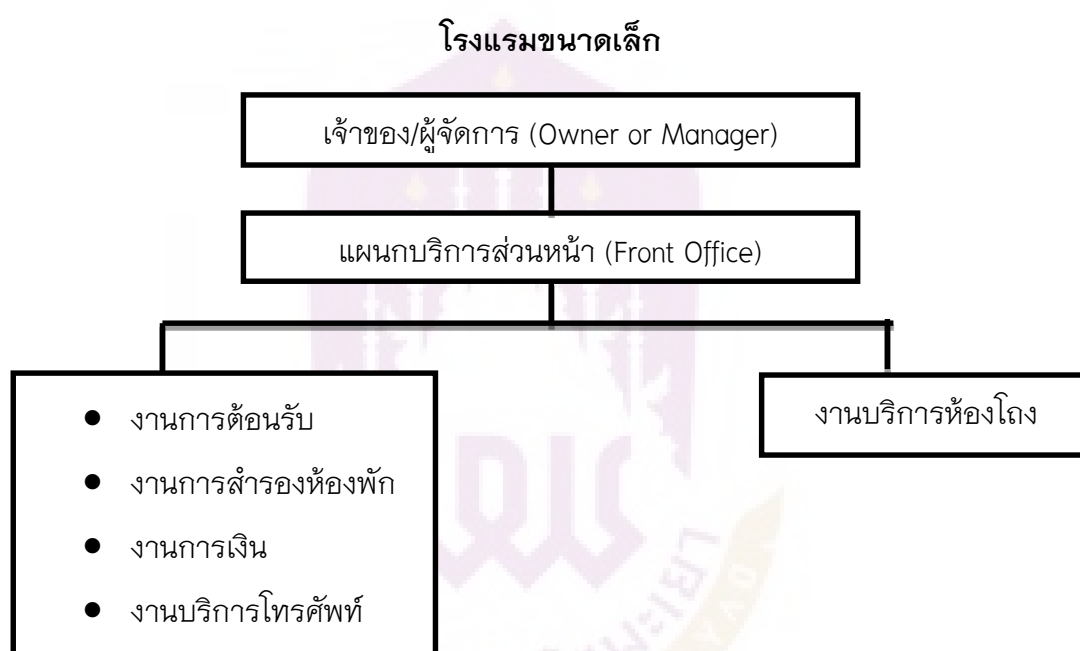 โรงแรมขนาดเล็ก
เจ้าของ/ผู้จัดการ (Owner or Manager)
แผนกบริการส่วนหน้า (Front Office)
● งานการต้อนรับ
● งานการสำรองห้องพัก
● งานการเงิน
● งานบริการโทรศัพท์
งานบริการห้องโถง